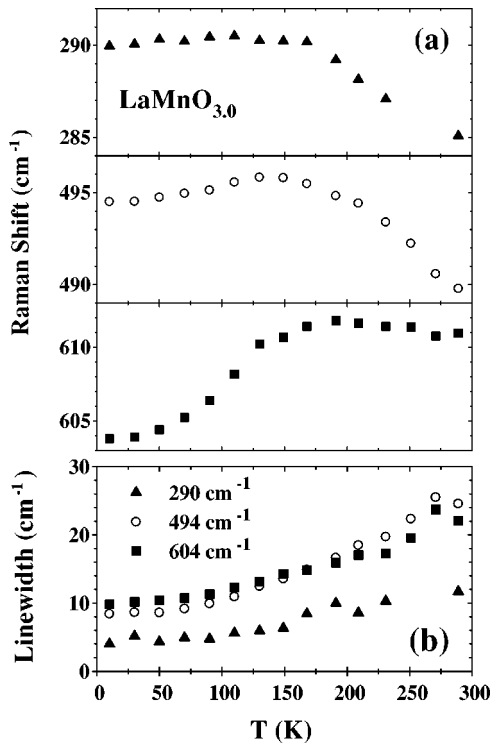 (a)
290
LaMnO3.0
285
495
490
Raman Shift (cm-1)
610
605
30
290 cm-1
494 cm-1
604 cm-1
20
10
0
Linewidth (cm-1)
(b)
0 50 100 150 200 250 300
T (K)